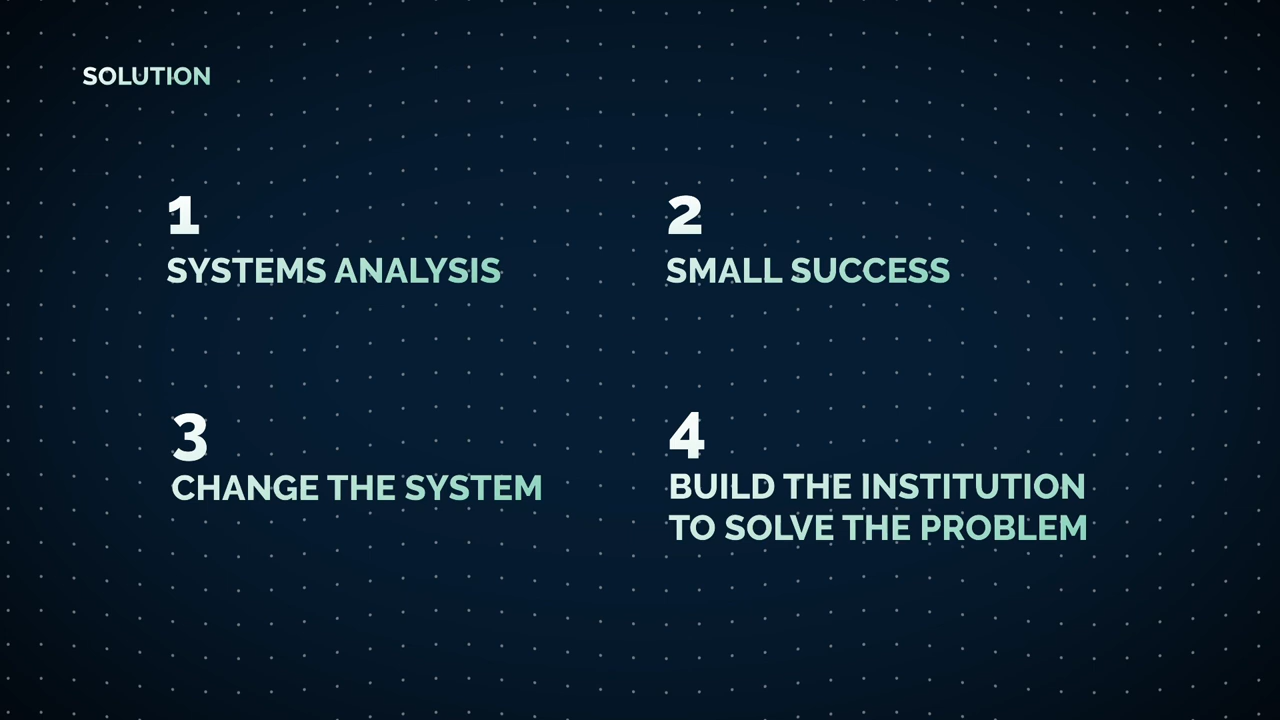 SOLUTION
1
SYSTEMS ANALYSIS
2
SMALL SUCCESS
3
CHANGE THE SYSTEM
4
BUILD THE INSTITUTION
TO SOLVE THE PROBLEM